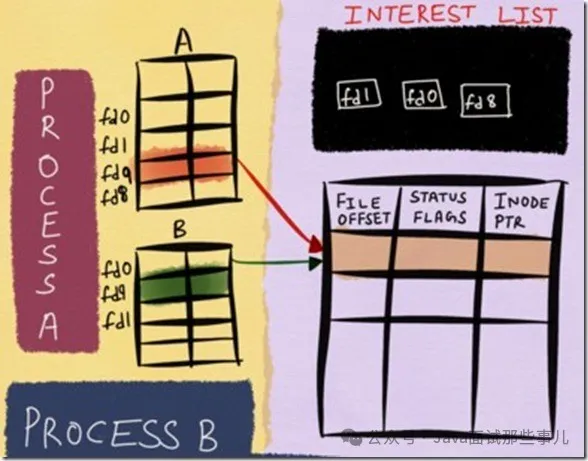 INTEREST LIST
A
PROCESS A
fd0
fd1
fd9
fd8
fd1
fd0
fd8
FILE OFFSET
STATUS FLAGS
INODE PTR
B
fd0
fd9
fd1
PROCESS B
公众号 · Java面试那些事儿